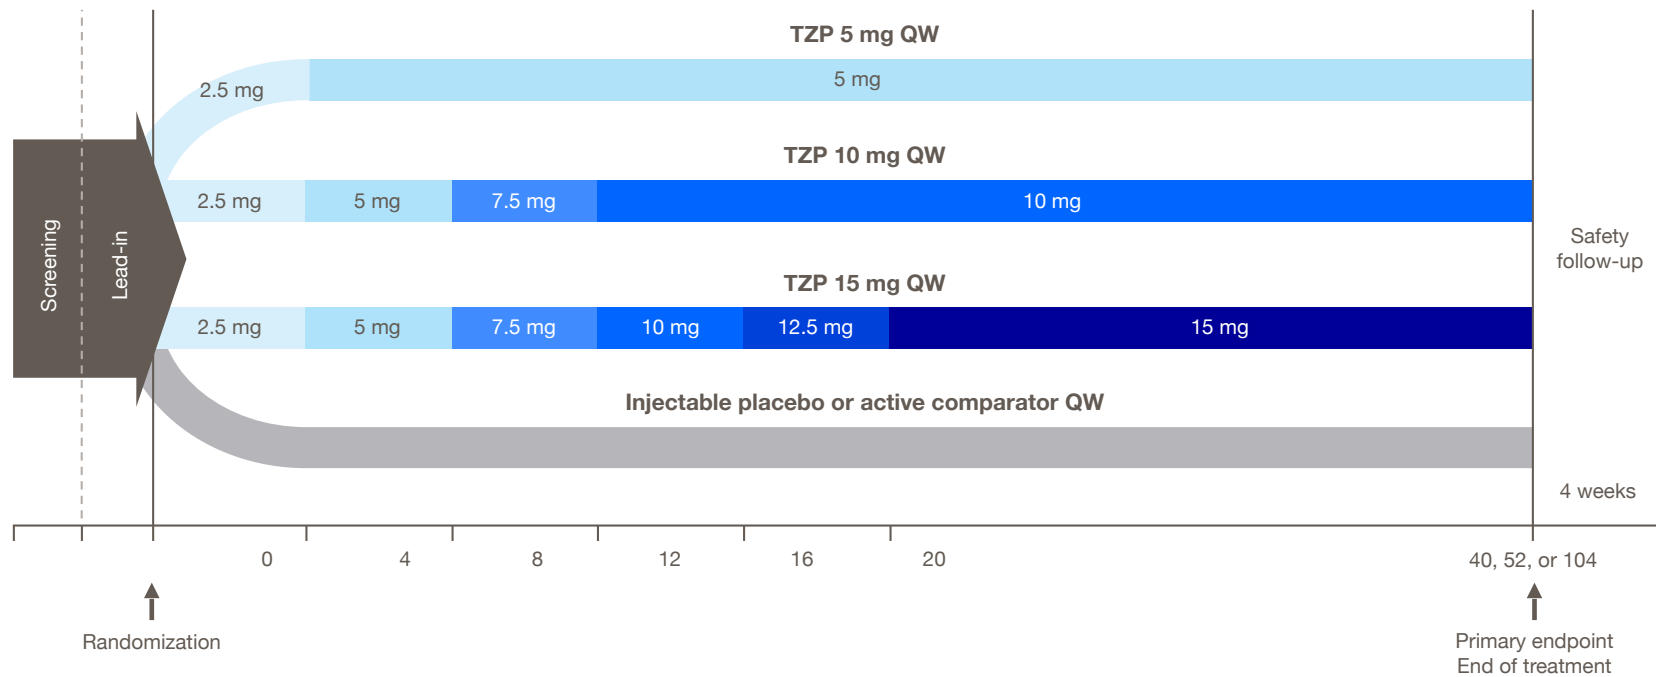 TZP 5 mg QW
2.5 mg
5 mg
TZP 10 mg QW
2.5 mg
5 mg
7.5 mg
10 mg
Screening
Lead-in
Safety
follow-up
TZP 15 mg QW
2.5 mg
5 mg
7.5 mg
10 mg
12.5 mg
15 mg
Injectable placebo or active comparator QW
4 weeks
0
4
8
12
16
20
40, 52, or 104
Randomization
Primary endpoint
End of treatment